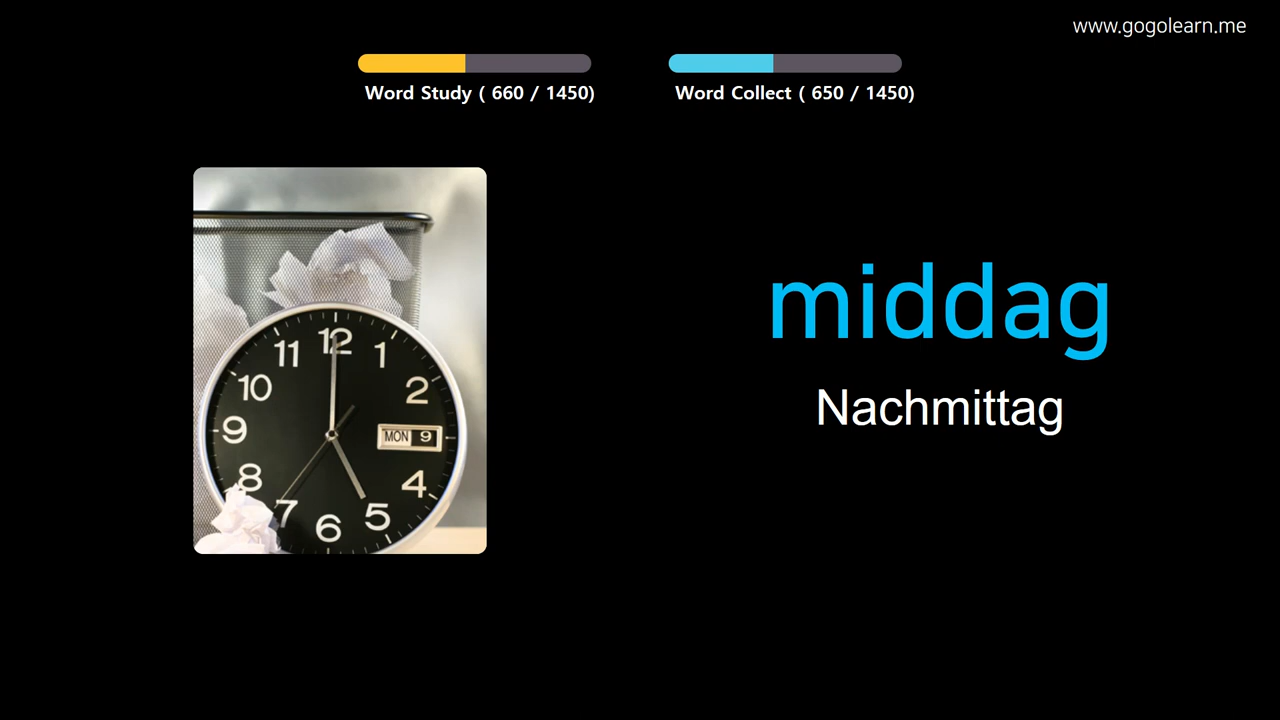 www.gogolearn.me
Word Study ( 660 / 1450)
Word Collect ( 650 / 1450)
middag
Nachmittag
12
11
1
10
2
9
MON 9
8
4
7
5
6